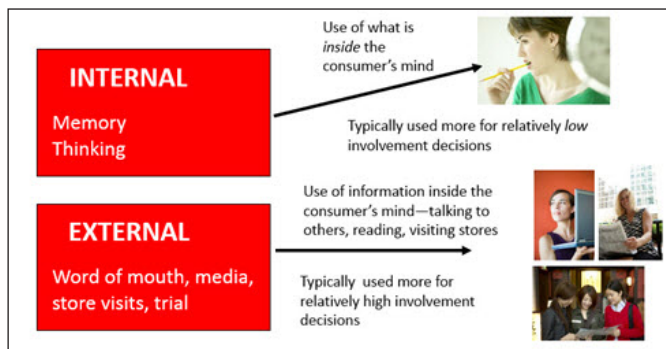 INTERNAL
Memory
Thinking
Use of what is
inside the
consumer's mind
Typically used more for relatively low
involvement decisions
EXTERNAL
Word of mouth, media,
store visits, trial
Use of information inside the
consumer's mind—talking to
others, reading, visiting stores
Typically used more for
relatively high involvement
decisions